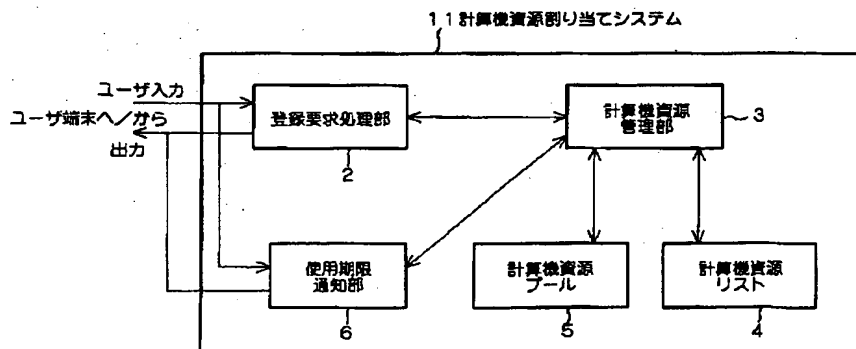 11計算機資源割り当てシステム
ユーザ入力
ユーザ端末へ/から
出力
登録要求処理部
2
計算機資源
管理部
3
使用期限
通知部
6
計算機資源
プール
5
計算機資源
リスト
4